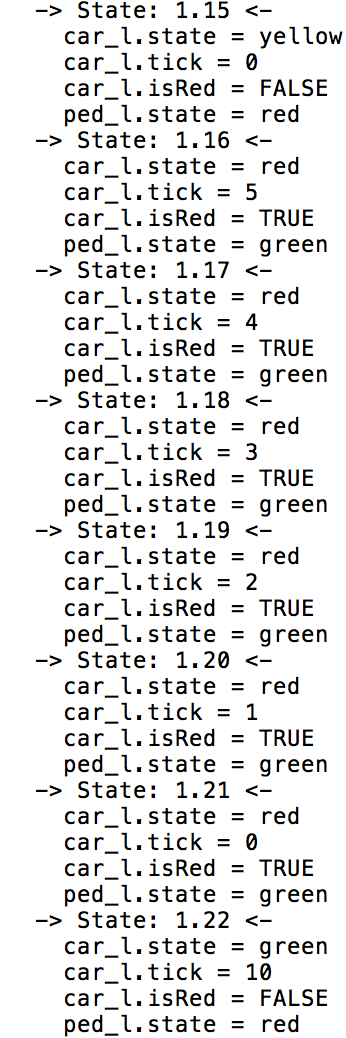 -> State: 1.15 <-
car_l.state = yellow
car_l.tick = 0
car_l.isRed = FALSE
ped_l.state = red
-> State: 1.16 <-
car_l.state = red
car_l.tick = 5
car_l.isRed = TRUE
ped_l.state = green
-> State: 1.17 <-
car_l.state = red
car_l.tick = 4
car_l.isRed = TRUE
ped_l.state = green
-> State: 1.18 <-
car_l.state = red
car_l.tick = 3
car_l.isRed = TRUE
ped_l.state = green
-> State: 1.19 <-
car_l.state = red
car_l.tick = 2
car_l.isRed = TRUE
ped_l.state = green
-> State: 1.20 <-
car_l.state = red
car_l.tick = 1
car_l.isRed = TRUE
ped_l.state = green
-> State: 1.21 <-
car_l.state = red
car_l.tick = 0
car_l.isRed = TRUE
ped_l.state = green
-> State: 1.22 <-
car_l.state = green
car_l.tick = 10
car_l.isRed = FALSE
ped_l.state = red